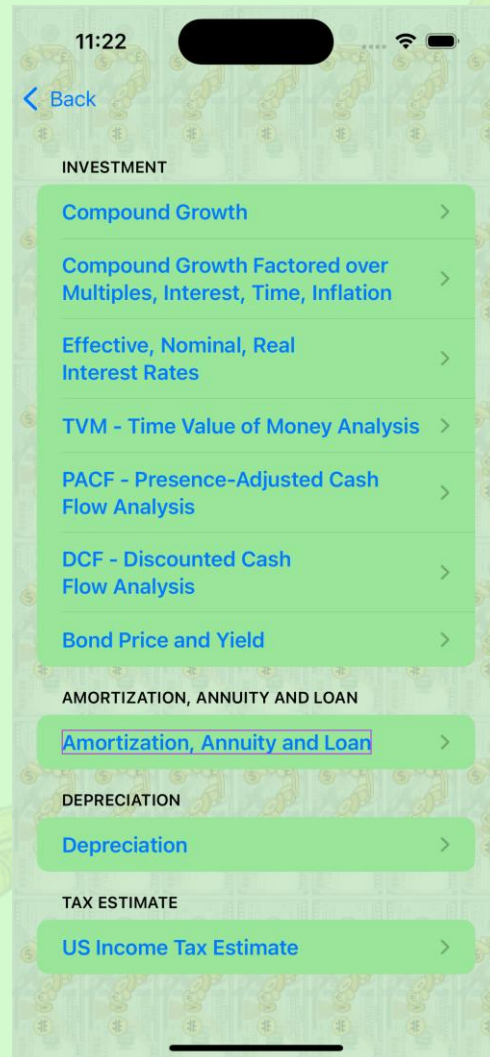 11:22
Back
INVESTMENT
Compound Growth
Compound Growth Factored over
Multiples, Interest, Time, Inflation
Effective, Nominal, Real
Interest Rates
TVM - Time Value of Money Analysis
PACF - Presence-Adjusted Cash
Flow Analysis
DCF - Discounted Cash
Flow Analysis
Bond Price and Yield
AMORTIZATION, ANNUITY AND LOAN
Amortization, Annuity and Loan
DEPRECIATION
Depreciation
TAX ESTIMATE
US Income Tax Estimate